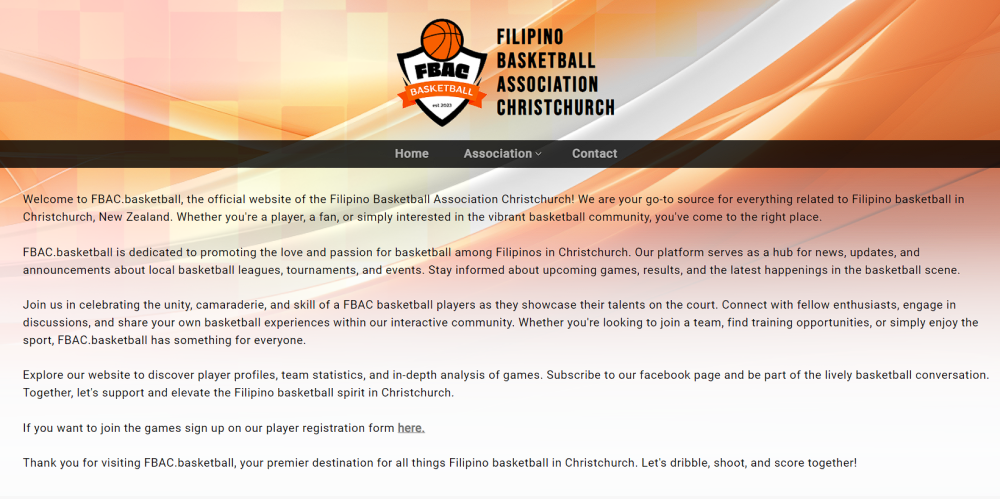 FBAC
BASKETBALL
est 2023
FILIPINO
BASKETBALL
ASSOCIATION
CHRISTCHURCH
Home Association Contact
Welcome to FBAC.basketball, the official website of the Filipino Basketball Association Christchurch! We are your go-to source for everything related to Filipino basketball in
Christchurch, New Zealand. Whether you're a player, a fan, or simply interested in the vibrant basketball community, you've come to the right place.
FBAC.basketball is dedicated to promoting the love and passion for basketball among Filipinos in Christchurch. Our platform serves as a hub for news, updates, and
announcements about local basketball leagues, tournaments, and events. Stay informed about upcoming games, results, and the latest happenings in the basketball scene.
Join us in celebrating the unity, camaraderie, and skill of a FBAC basketball players as they showcase their talents on the court. Connect with fellow enthusiasts, engage in
discussions, and share your own basketball experiences within our interactive community. Whether you're looking to join a team, find training opportunities, or simply enjoy the
sport, FBAC.basketball has something for everyone.
Explore our website to discover player profiles, team statistics, and in-depth analysis of games. Subscribe to our facebook page and be part of the lively basketball conversation.
Together, let's support and elevate the Filipino basketball spirit in Christchurch.
If you want to join the games sign up on our player registration form here.
Thank you for visiting FBAC.basketball, your premier destination for all things Filipino basketball in Christchurch. Let's dribble, shoot, and score together!